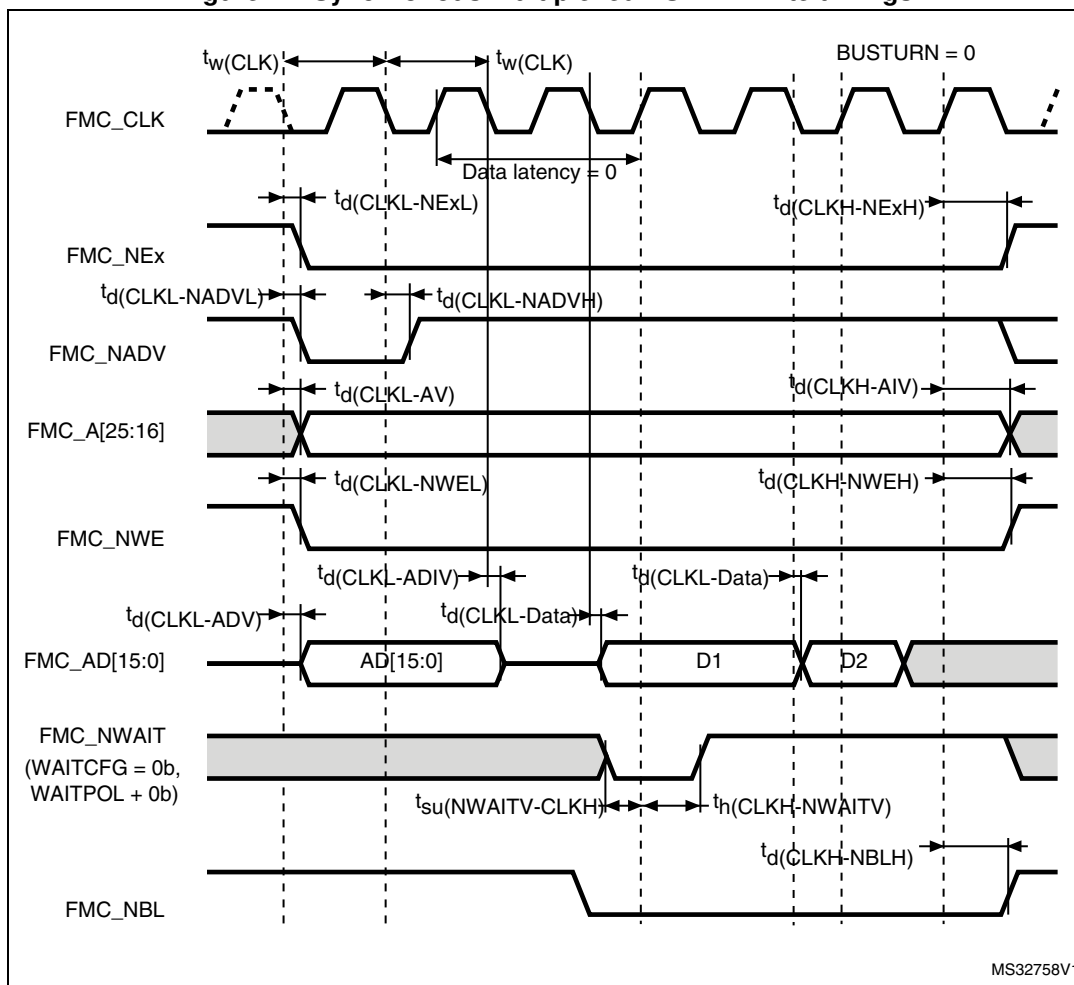 tw(CLK) tw(CLK) BUSTURN = 0
FMC_CLK
Data latency = 0
td(CLKL-NExL) td(CLKH-NExH)
FMC_NEx
td(CLKL-NADVL) td(CLKL-NADVH)
FMC_NADV
td(CLKL-AV) td(CLKH-AIV)
FMC_A[25:16]
td(CLKL-NWEL) td(CLKH-NWEH)
FMC_NWE
td(CLKL-ADIV) td(CLKL-Data)
td(CLKL-ADV) td(CLKL-Data)
FMC_AD[15:0] AD[15:0] D1 D2
FMC_NWAIT
(WAITCFG = 0b,
WAITPOL + 0b)
tsu(NWAITV-CLKH) th(CLKH-NWAITV)
td(CLKH-NBLH)
FMC_NBL
MS32758V1